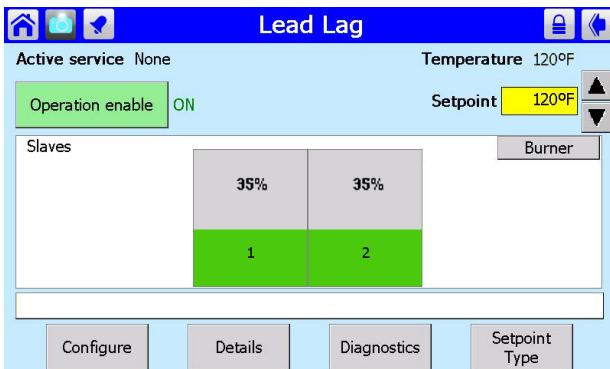 Lead Lag
Active service None
Temperature 120ºF
Operation enable ON
Setpoint 120ºF
Slaves
Burner
35% 35%
1 2
Configure
Details
Diagnostics
Setpoint
Type